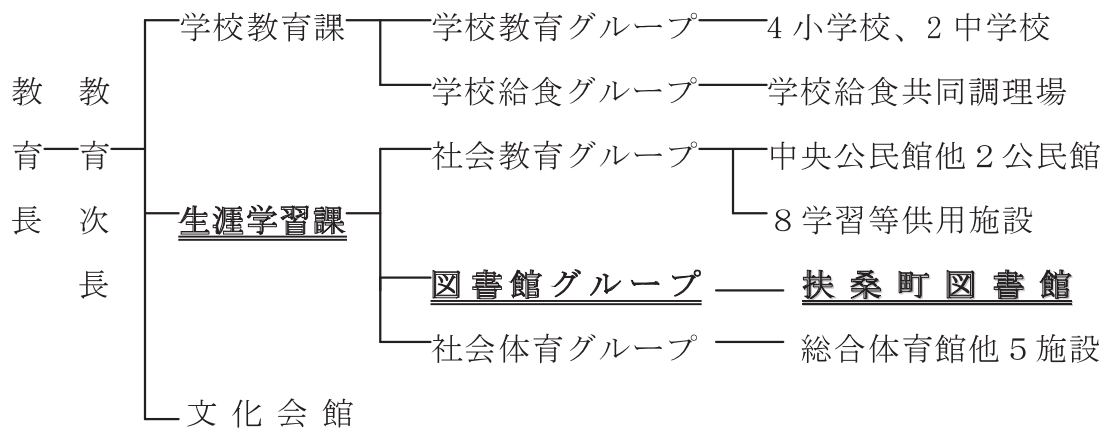 教育長
教育次長
学校教育課
学校教育グループ
4小学校、2中学校
学校給食グループ
学校給食共同調理場
生涯学習課
社会教育グループ
中央公民館他2公民館
8学習等供用施設
図書館グループ
扶桑町図書館
社会体育グループ
総合体育館他5施設
文化会館